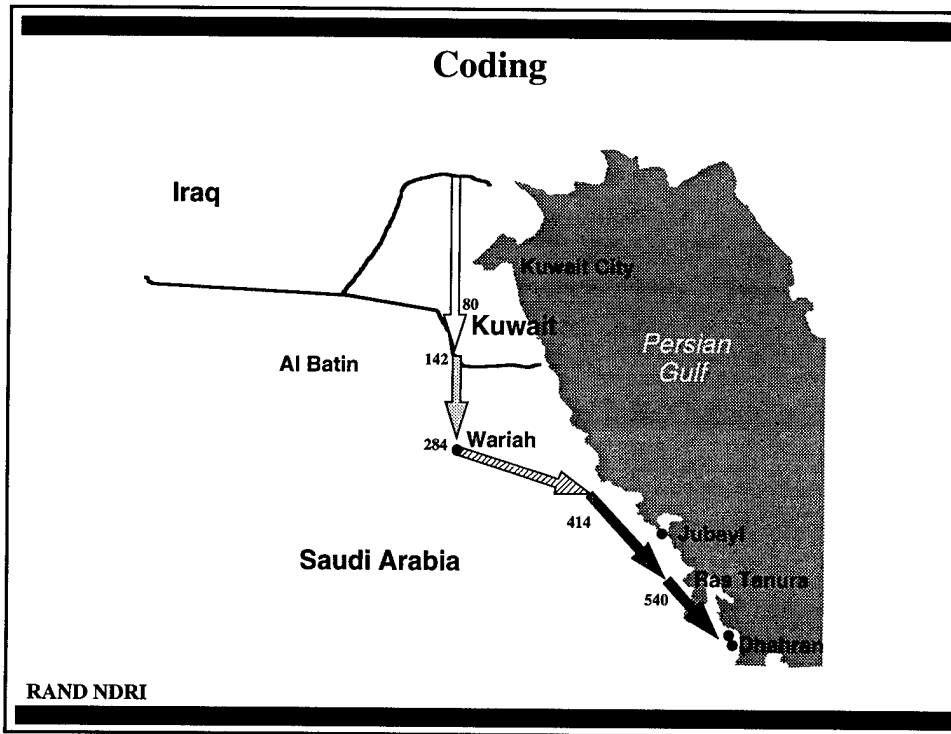 Coding
Iraq
Kuwait City
80
Kuwait
142
Al Batin
Persian
Gulf
284
Wariah
414
Jubayl
Saudi Arabia
Ras Tanura
540
Dhahran
RAND NDRI